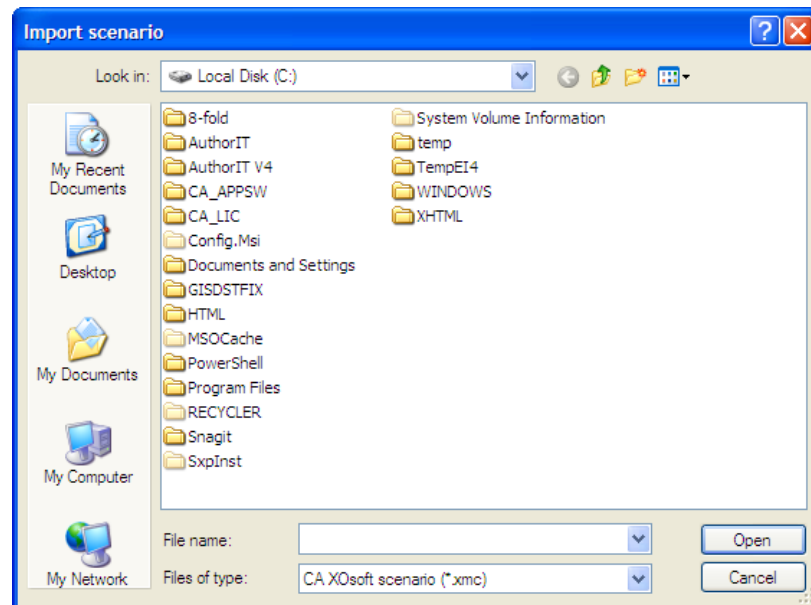 Import scenario
Look in:
Local Disk (C:)
My Recent
Documents
Desktop
My Documents
My Computer
My Network
8-fold
AuthorIT
AuthorIT V4
CA_APPSW
CA_LIC
Config.Msi
Documents and Settings
GISDSTFIX
HTML
MSOCache
PowerShell
Program Files
RECYCLER
Snagit
SxpInst
System Volume Information
temp
TempEI4
WINDOWS
XHTML
File name:
Open
Files of type:
CA XOsoft scenario (*.xmc)
Cancel